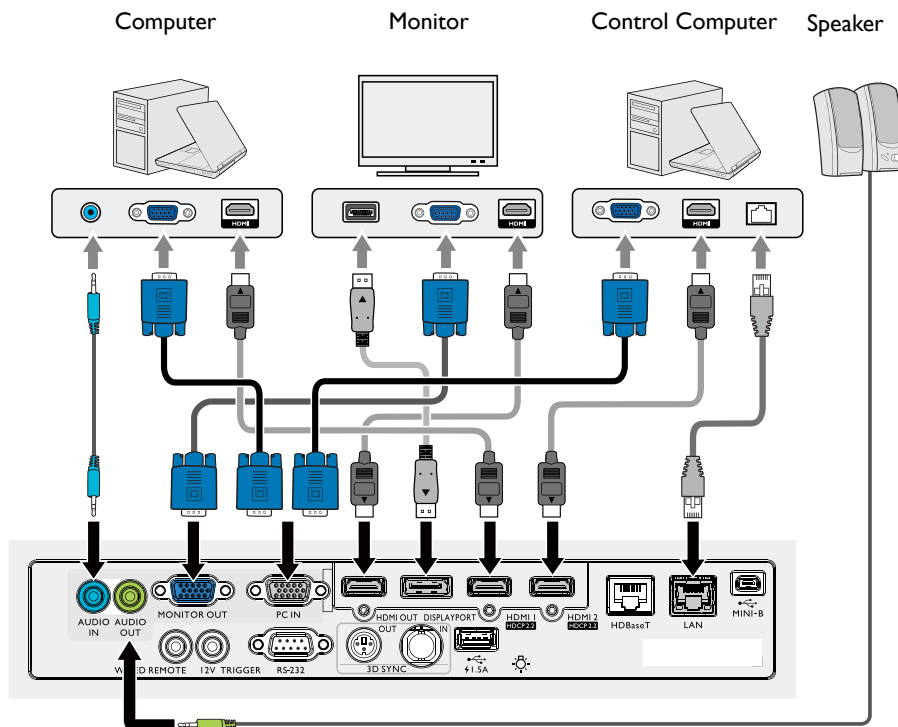 Computer
Monitor
Control Computer
Speaker
HDMI
HDMI
HDMI
AUDIO IN
AUDIO OUT
MONITOR OUT
PC IN
HDMI OUT
DISPLAYPORT
HDMI 1
HDCP 2.2
HDMI 2
HDCP 2.2
HDBaseT
LAN
MINI-B
WIRED REMOTE
12V TRIGGER
RS-232
OUT
IN
3D SYNC
1.5A